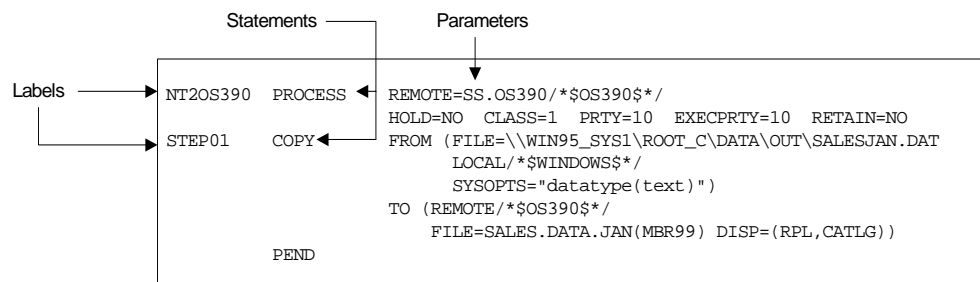 Statements Parameters
Labels
NT2OS390 PROCESS REMOTE=SS.OS390/*$OS390$*/
HOLD=NO CLASS=1 PRTY=10 EXECPRTY=10 RETAIN=NO
STEP01 COPY FROM (FILE=\\WIN95_SYS1\ROOT_C\DATA\OUT\SALESJAN.DAT
LOCAL/*$WINDOWS$*/
SYSOPTS="datatype(text)")
TO (REMOTE/*$OS390$*/
FILE=SALES.DATA.JAN(MBR99) DISP=(RPL,CATLG))
PEND